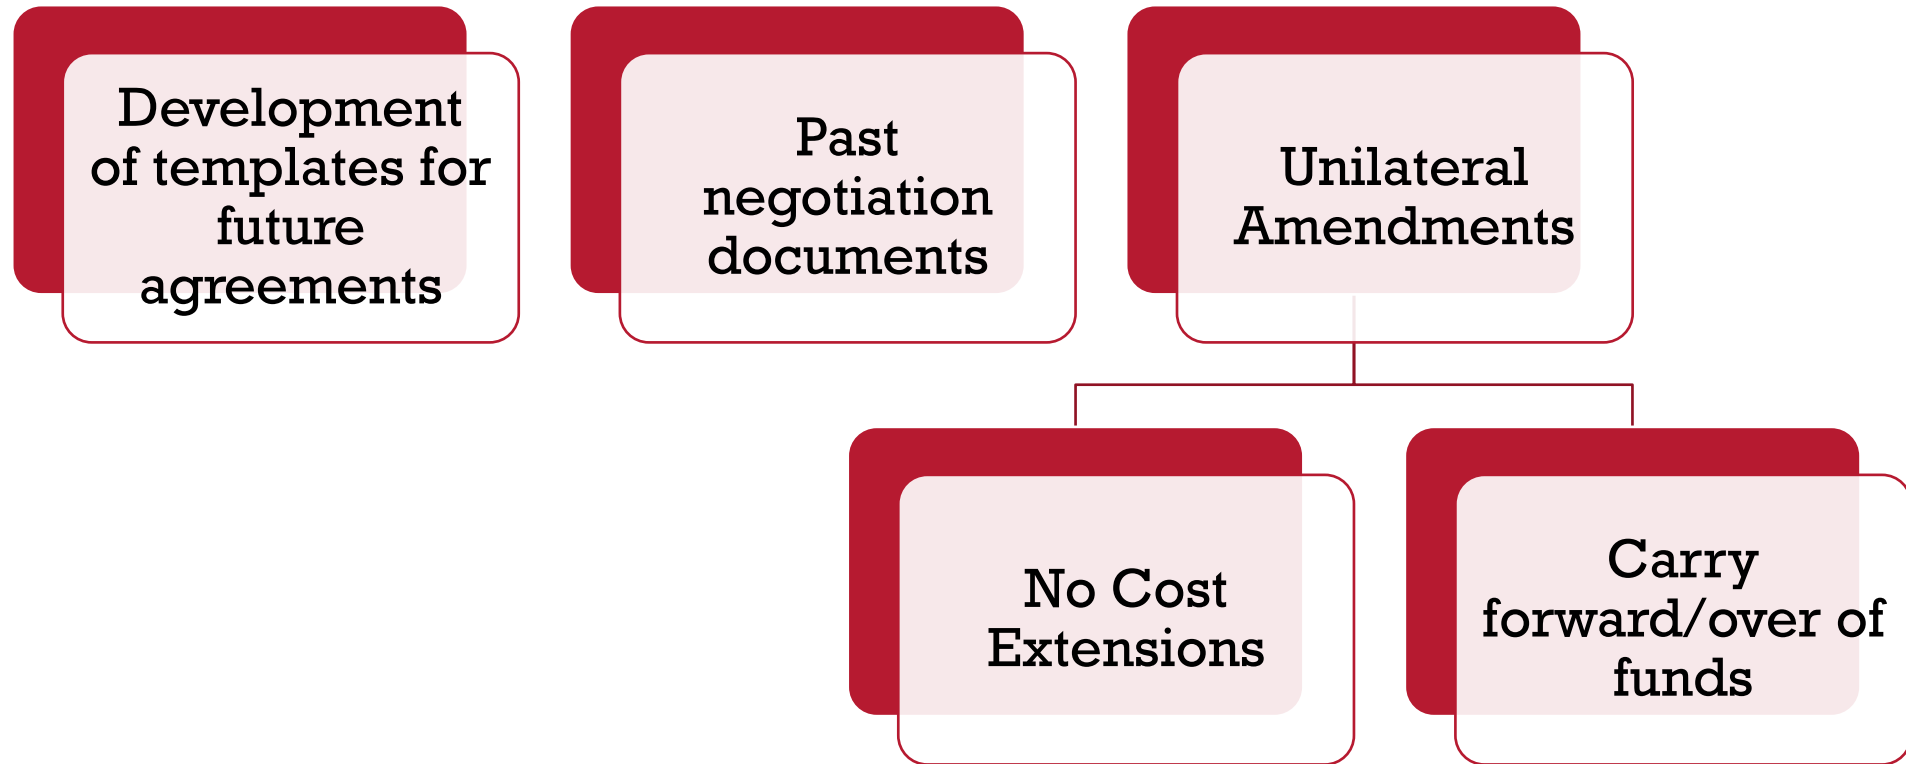 Development
of templates for
future
agreements
Past
negotiation
documents
Unilateral
Amendments
No Cost
Extensions
Carry
forward/over of
funds